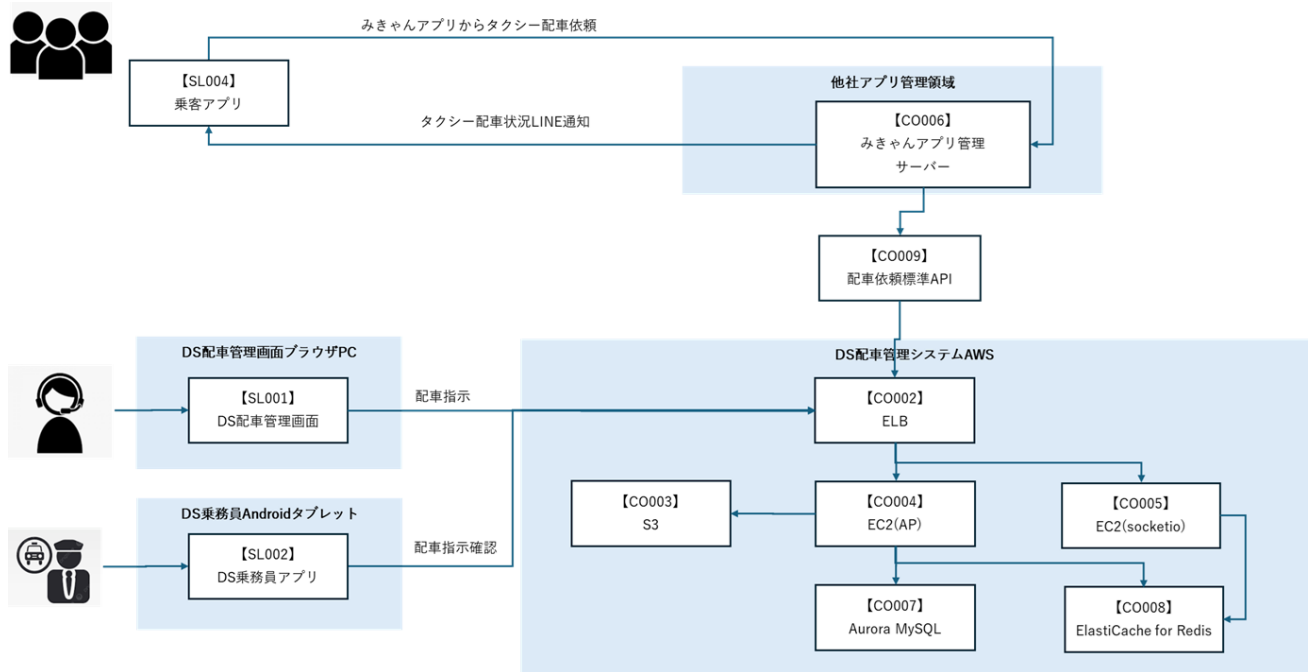 みきゃんアプリからタクシー配車依頼
【SL004】
乗客アプリ
他社アプリ管理領域
タクシー配車状況LINE通知
【CO006】
みきゃんアプリ管理
サーバー
【CO009】
配車依頼標準API
DS配車管理画面ブラウザPC
DS配車管理システムAWS
【SL001】
DS配車管理画面
配車指示
【CO002】
ELB
DS乗務員Androidタブレット
【SL002】
DS乗務員アプリ
配車指示確認
【CO003】
S3
【CO004】
EC2(AP)
【CO005】
EC2(socketio)
【CO007】
Aurora MySQL
【CO008】
ElastiCache for Redis